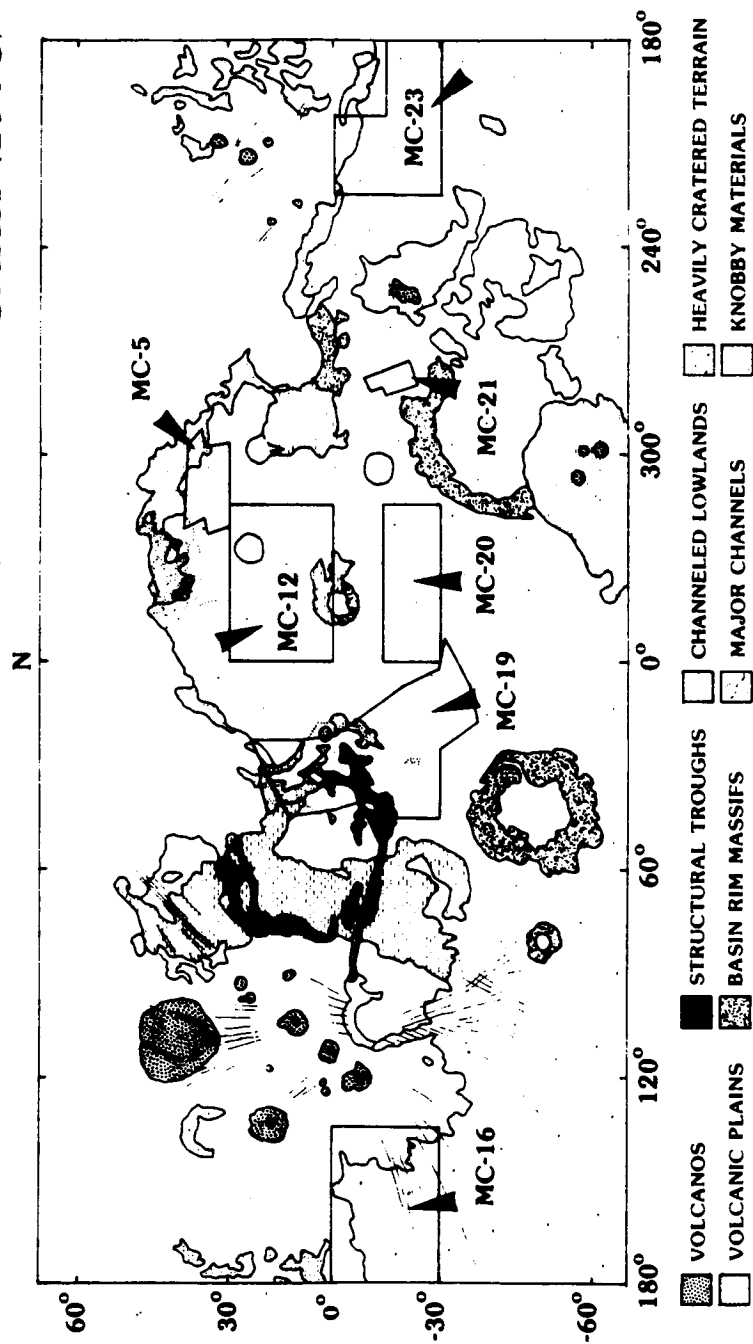 N
60°
30°
0°
-30°
-60°
MC-5
MC-12
MC-16
MC-19
MC-20
MC-21
MC-23
180° 120° 60° 0° 300° 240° 180°
VOLCANOS STRUCTURAL TROUGHS CHANNELED LOWLANDS HEAVILY CRATERED TERRAIN
VOLCANIC PLAINS BASIN RIM MASSIFS MAJOR CHANNELS KNOBBY MATERIALS